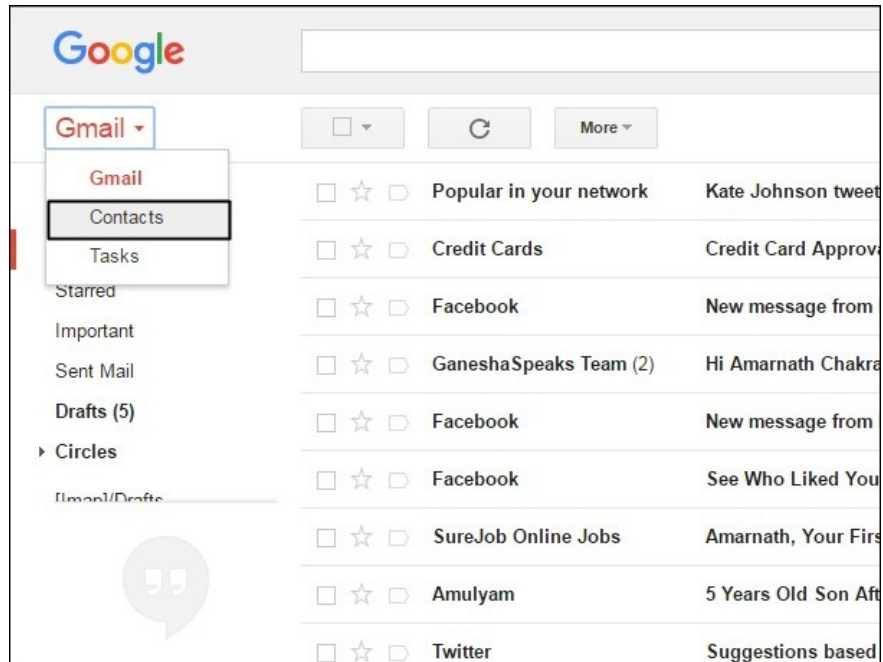 Google
Gmail
More
Gmail
Contacts
Tasks
Starred
Important
Sent Mail
Drafts (5)
Circles
[Imap]/Drafts
Popular in your network Kate Johnson tweet
Credit Cards Credit Card Approva
Facebook New message from
GaneshaSpeaks Team (2) Hi Amarnath Chakra
Facebook New message from
Facebook See Who Liked You
SureJob Online Jobs Amarnath, Your Firs
Amulyam 5 Years Old Son Aft
Twitter Suggestions based